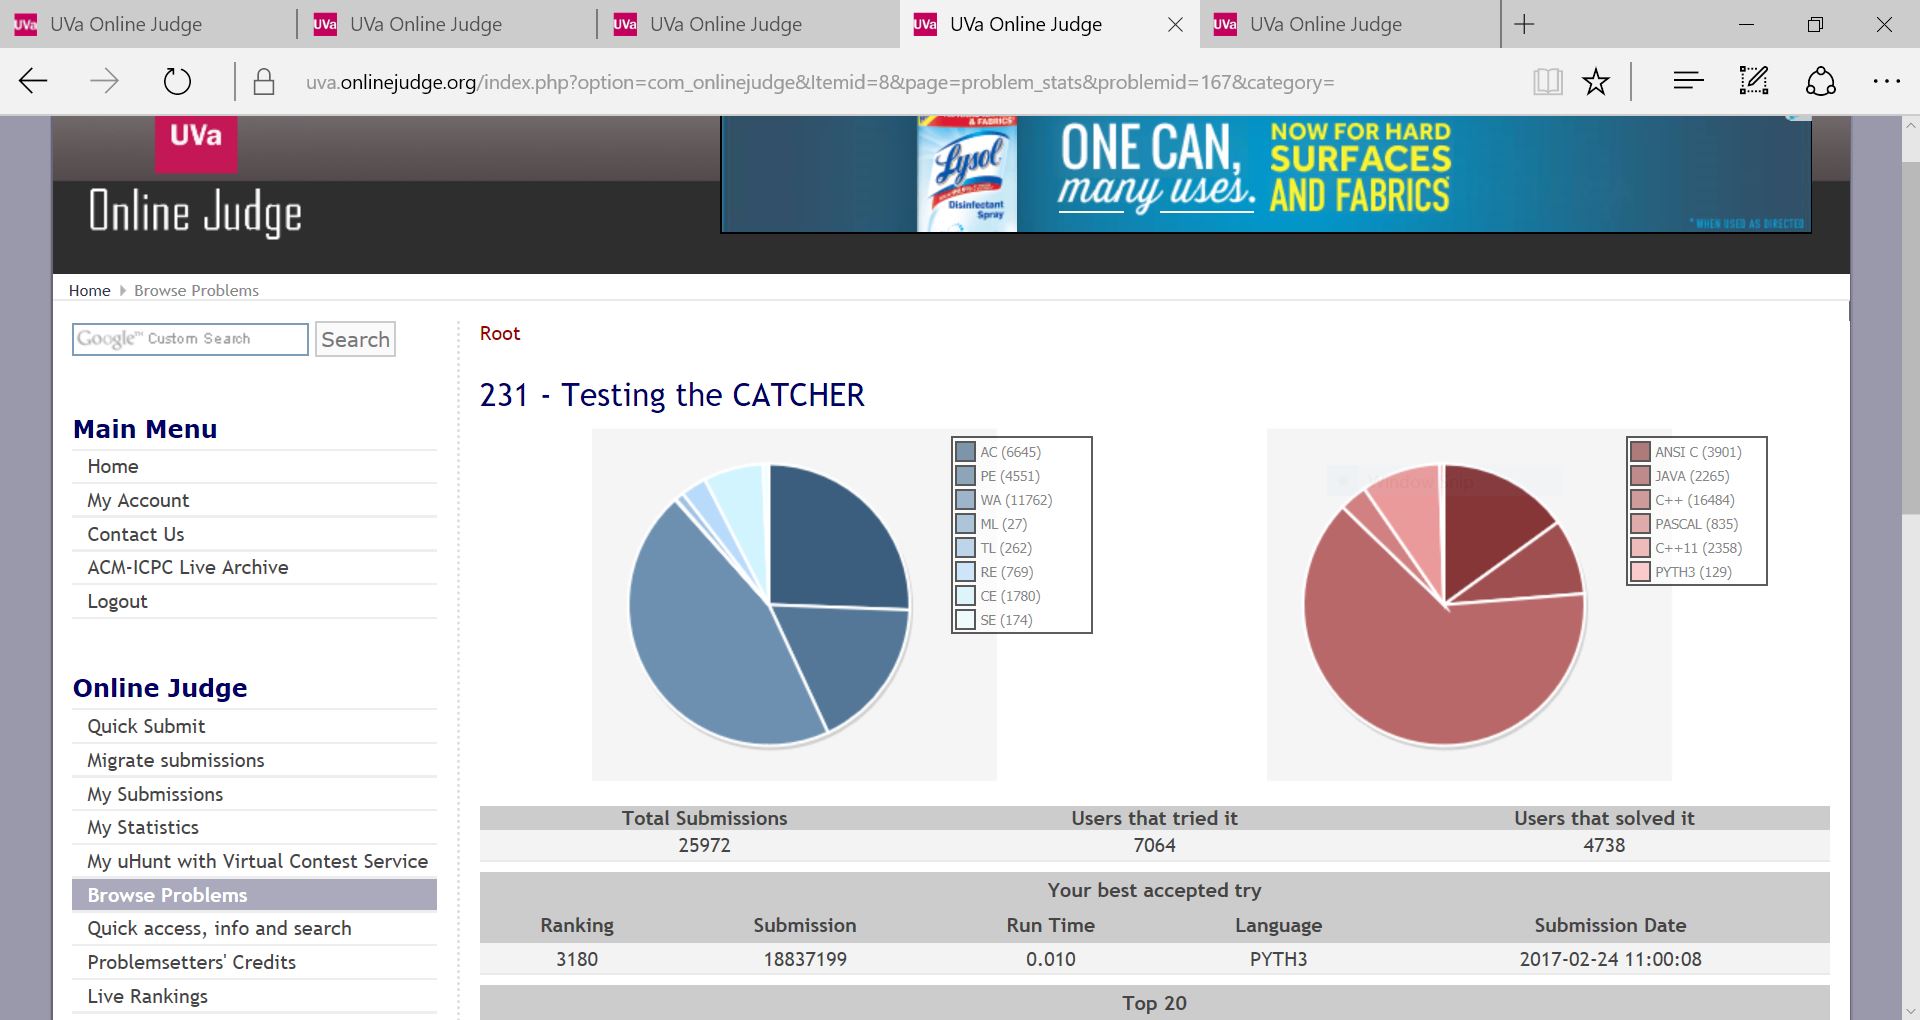 UVa Online Judge
UVa Online Judge
UVa Online Judge
UVa Online Judge
UVa Online Judge
uva.onlinejudge.org/index.php?option=com_onlinejudge&Itemid=8&page=problem_stats&problemid=167&category=
UVa
Online Judge
& FABRICS
Lysol
Disinfectant
Spray
ONE CAN,
many uses.
NOW FOR HARD
SURFACES
AND FABRICS
* WHEN USED AS DIRECTED
Home Browse Problems
Google™ Custom Search Search
Root
231 - Testing the CATCHER
Main Menu
Home
My Account
Contact Us
ACM-ICPC Live Archive
Logout
Online Judge
Quick Submit
Migrate submissions
My Submissions
My Statistics
My uHunt with Virtual Contest Service
Browse Problems
Quick access, info and search
Problemsetters' Credits
Live Rankings
AC (6645)
PE (4551)
WA (11762)
ML (27)
TL (262)
RE (769)
CE (1780)
SE (174)
Window Snip
ANSI C (3901)
JAVA (2265)
C++ (16484)
PASCAL (835)
C++11 (2358)
PYTH3 (129)
Total Submissions Users that tried it Users that solved it
25972 7064 4738
Your best accepted try
Ranking Submission Run Time Language Submission Date
3180 18837199 0.010 PYTH3 2017-02-24 11:00:08
Top 20